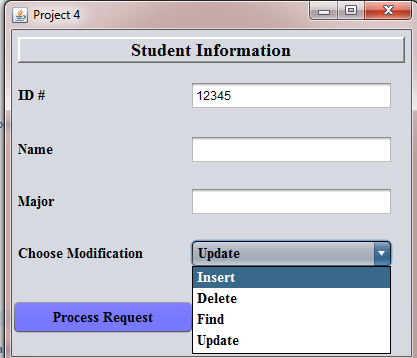 Project 4
Student Information
ID #
12345
Name
Major
Choose Modification
Update
Insert
Delete
Find
Update
Process Request